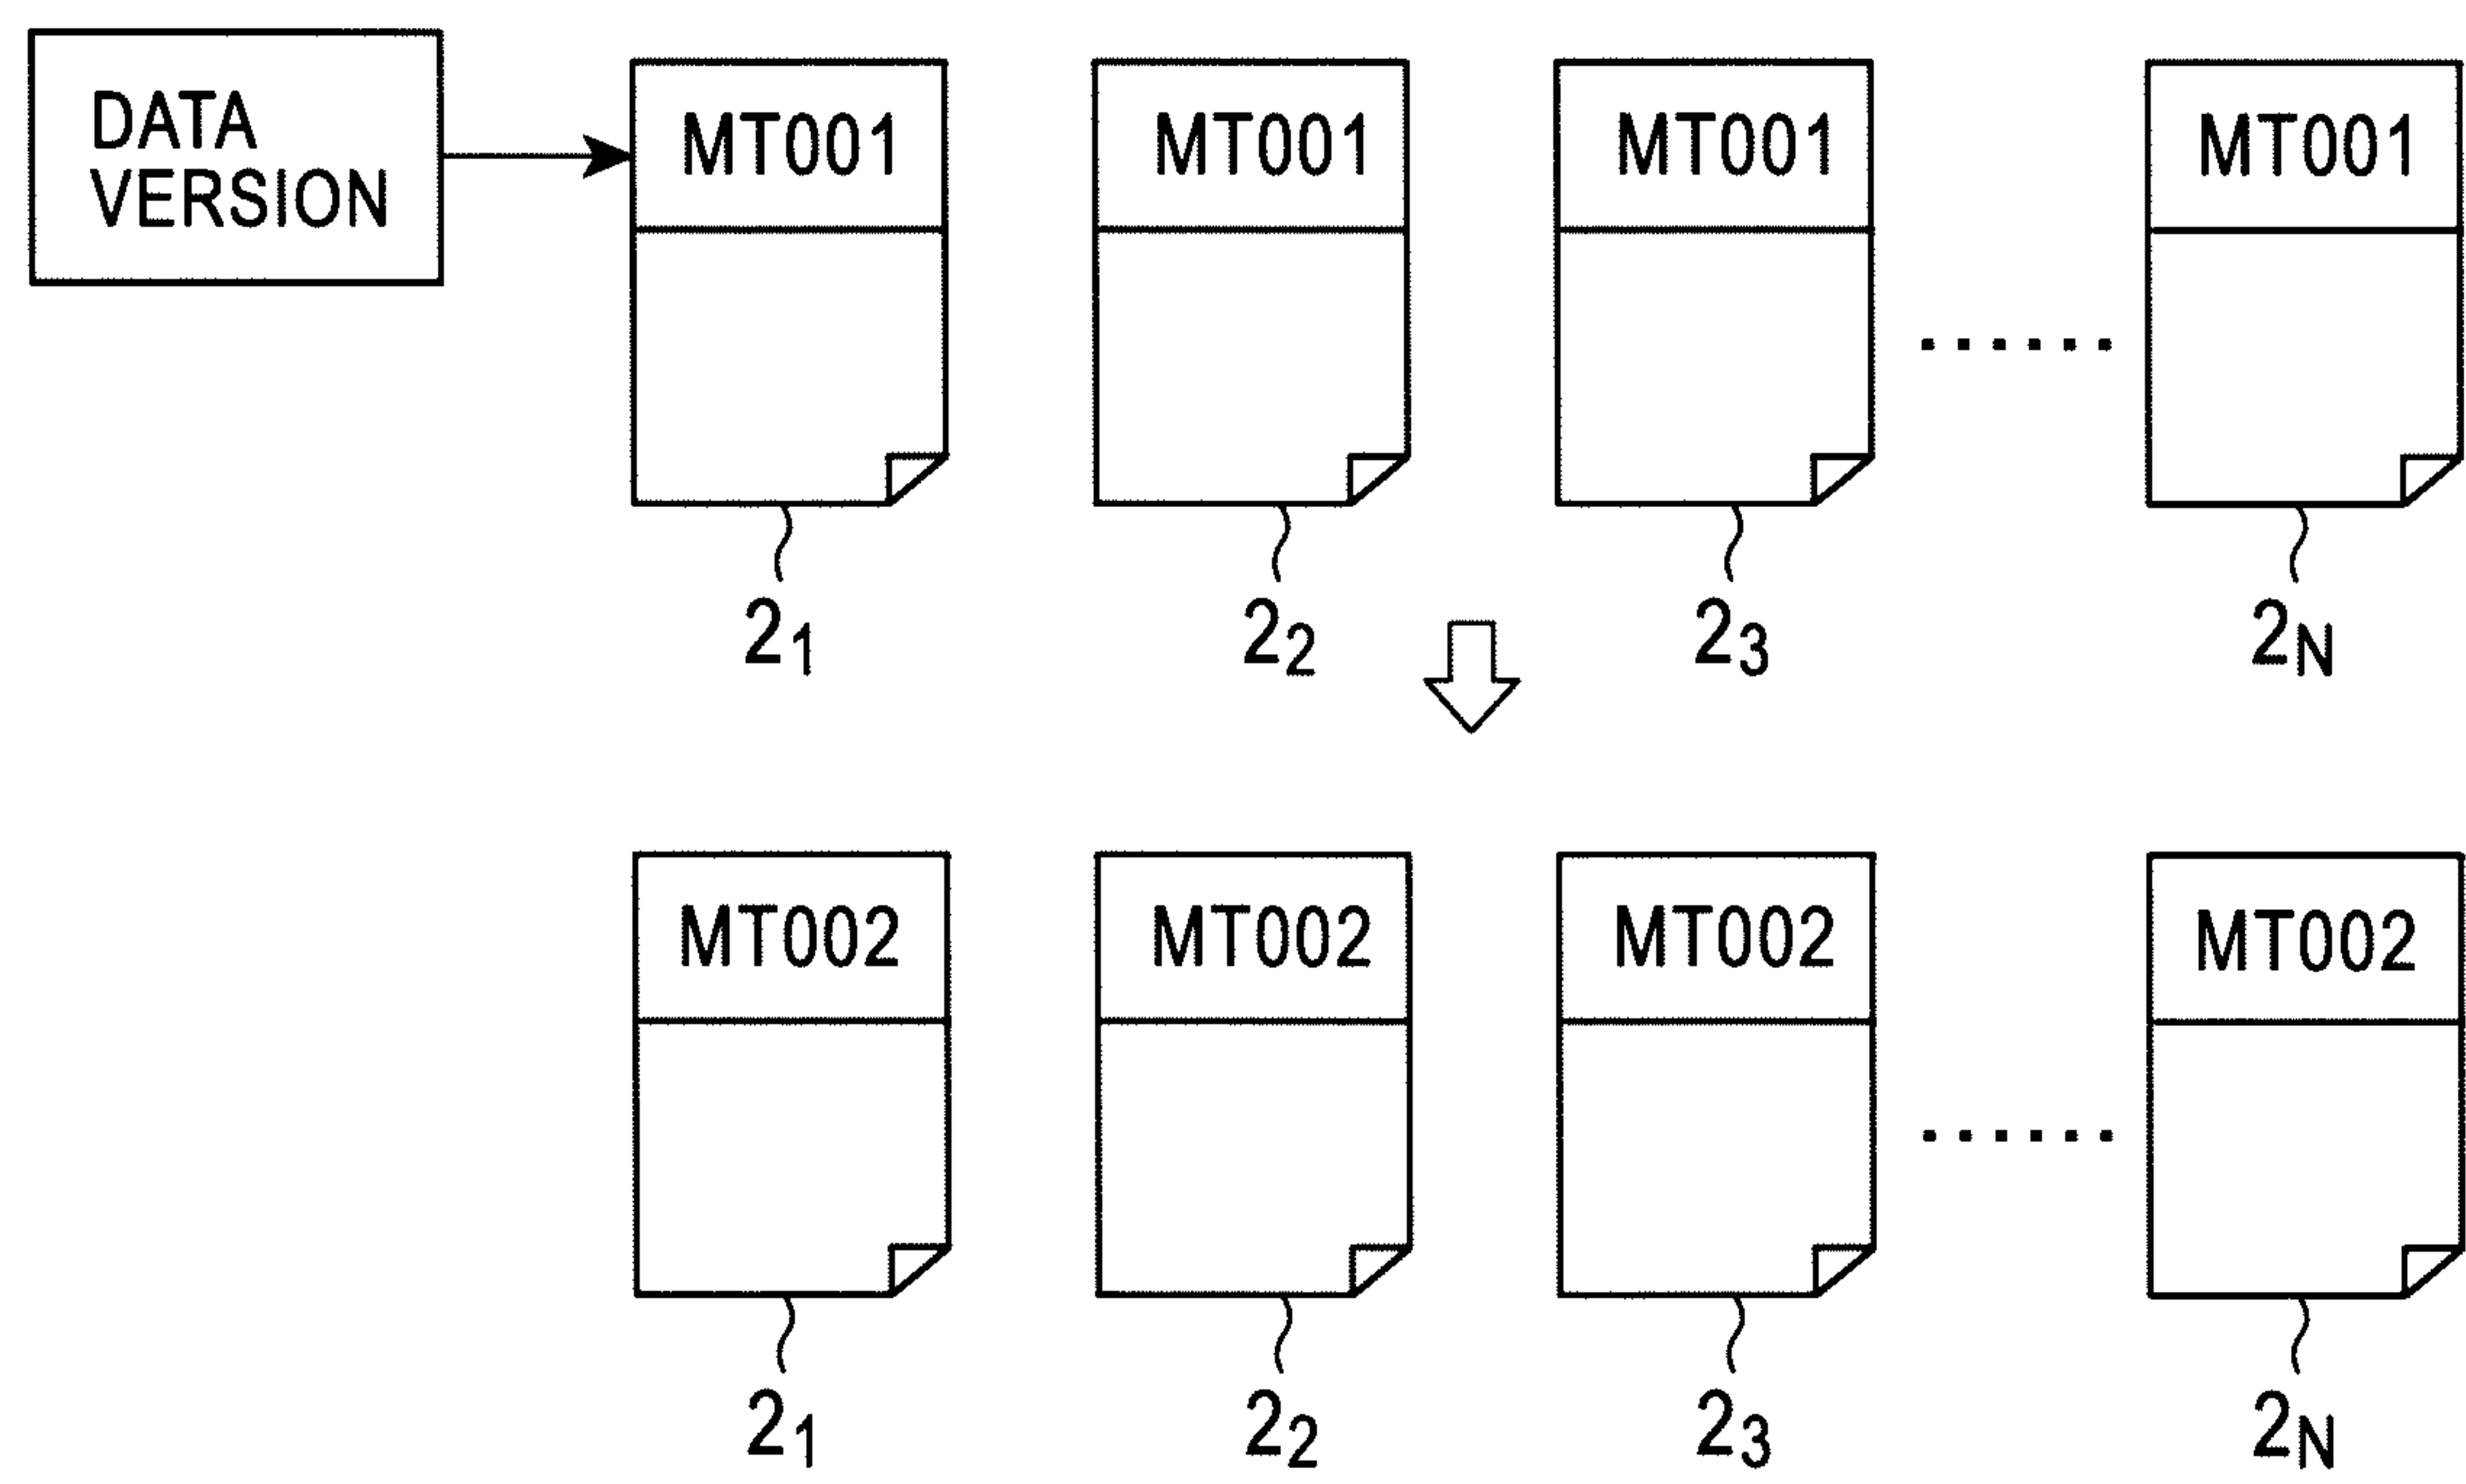 DATA
VERSION
MT001 MT001 MT001 MT001
2₁ 2₂ 2₃ 2N
MT002 MT002 MT002 MT002
2₁ 2₂ 2₃ 2N